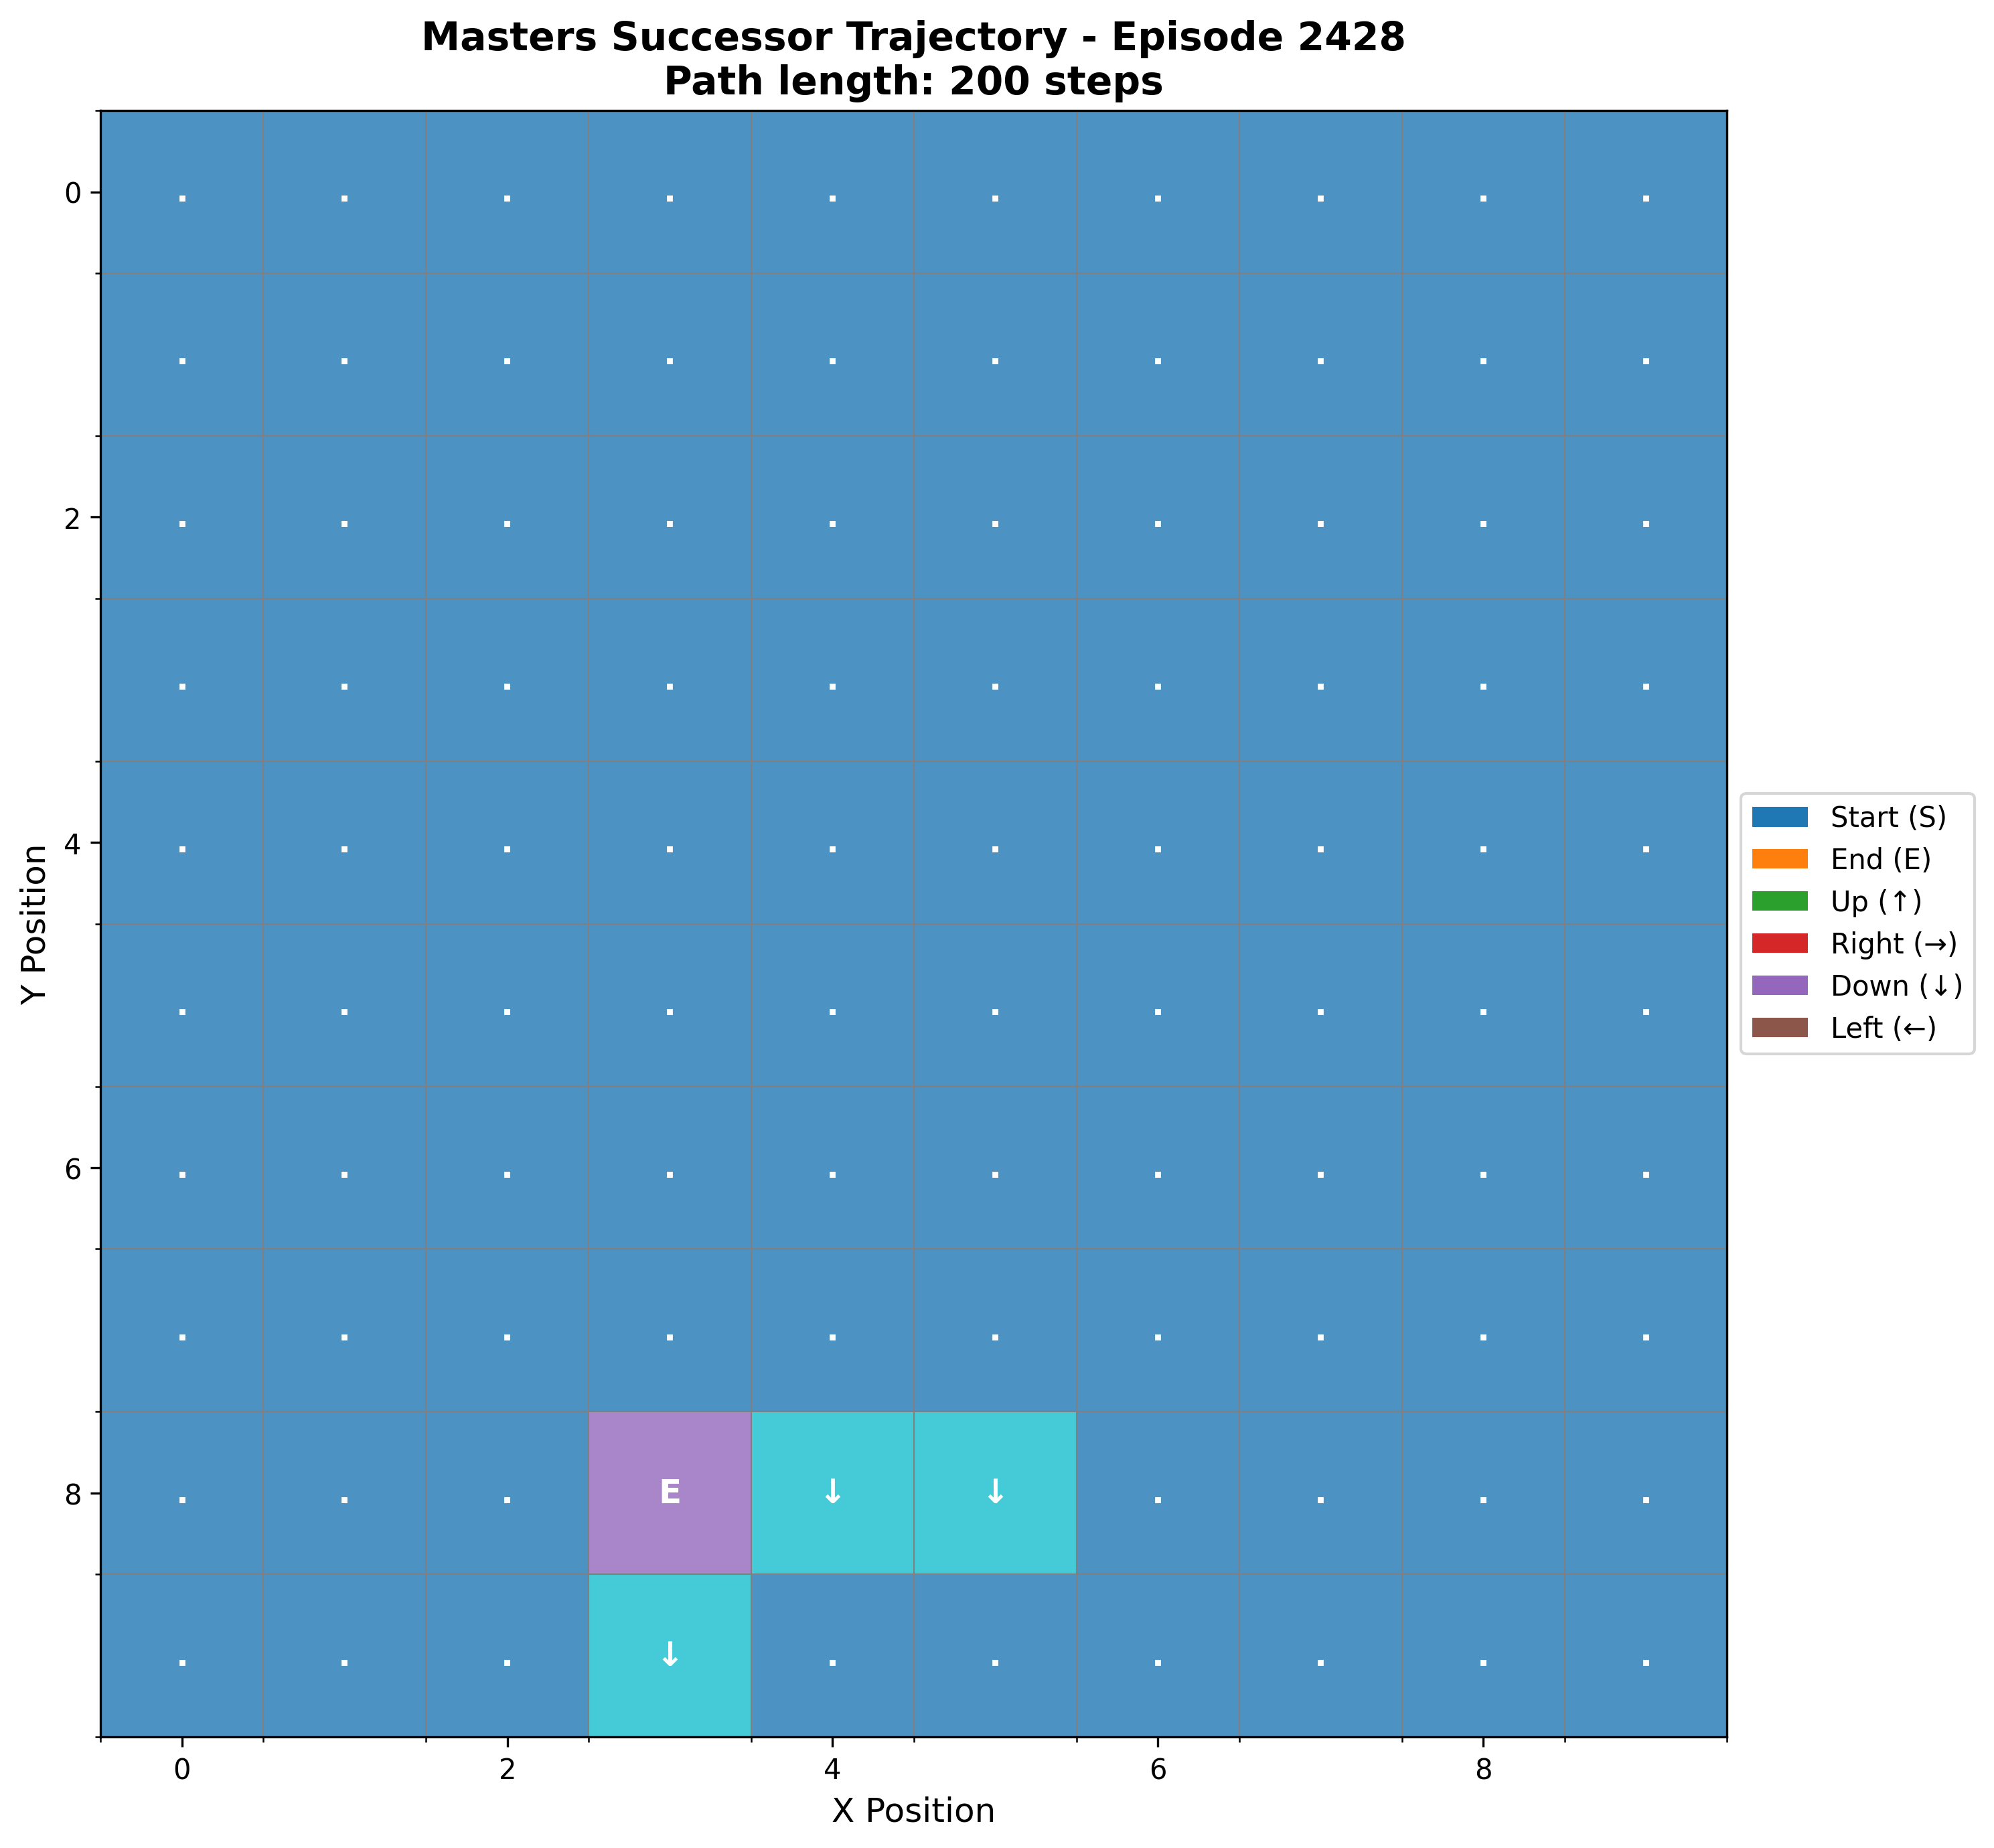 Masters Successor Trajectory - Episode 2428
Path length: 200 steps
0
2
4
6
8
Y Position
E ↓ ↓
↓
0 2 4 6 8
X Position
Start (S)
End (E)
Up (↑)
Right (→)
Down (↓)
Left (←)